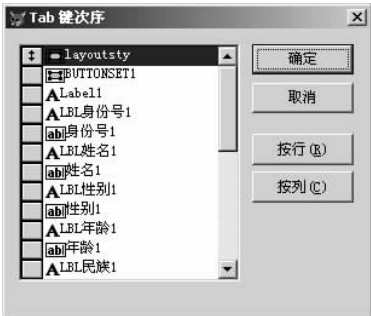 Tab 键次序
layoutsty
BUTTONSET1
Label1
LBL身份号1
身份号1
LBL姓名1
姓名1
LBL性别1
性别1
LBL年龄1
年龄1
LBL民族1
确定
取消
按行(R)
按列(C)